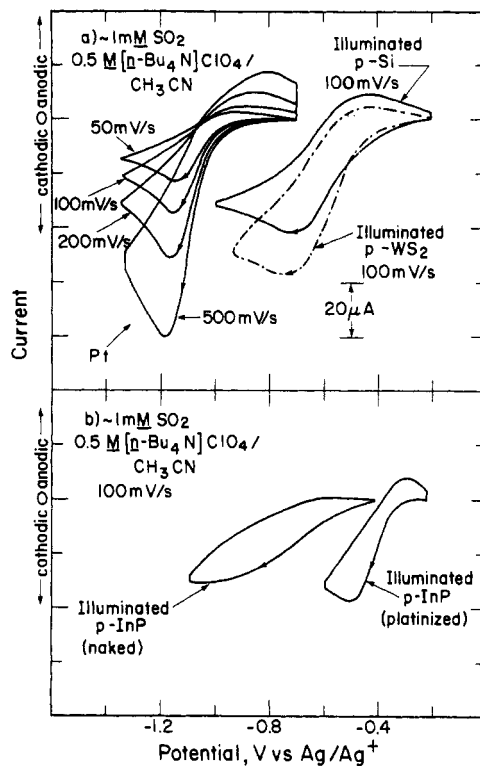 a) ~ 1mM SO2
0.5 M [n-Bu4N]ClO4/
CH3CN
50mV/s
100mV/s
200mV/s
500mV/s
Pt
Illuminated
p-Si
100mV/s
Illuminated
p-WS2
100mV/s
20μA
cathodic O anodic
Current
b) ~ 1mM SO2
0.5 M [n-Bu4N]ClO4/
CH3CN
100mV/s
cathodic O anodic
Illuminated
p-InP
(naked)
Illuminated
p-InP
(platinized)
-1.2 -0.8 -0.4
Potential, V vs Ag/Ag+